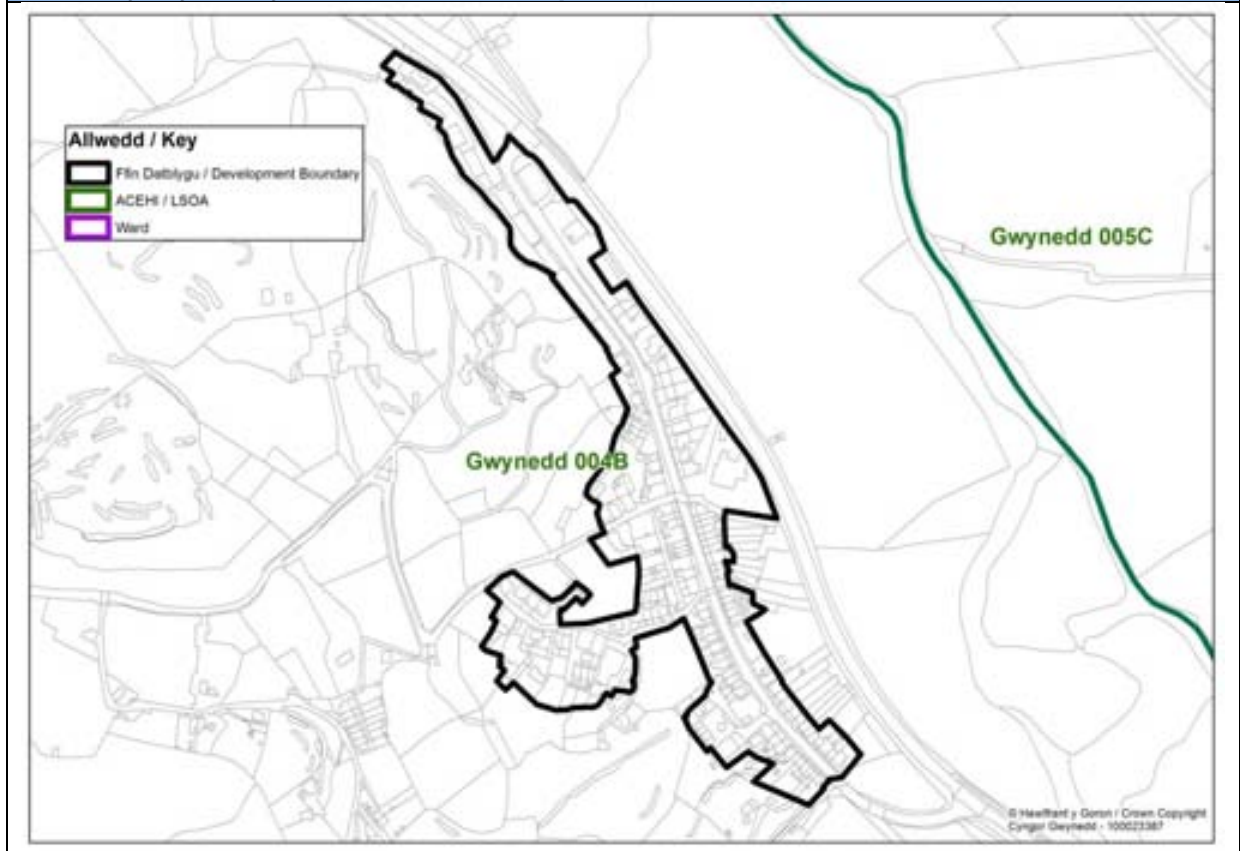 Allwedd / Key
Ffin Datblygu / Development Boundary
ACEHI / LSOA
Ward
Gwynedd 005C
Gwynedd 004B
© Hawlfraint y Goron / Crown Copyright
Cyngor Gwynedd - 100023387